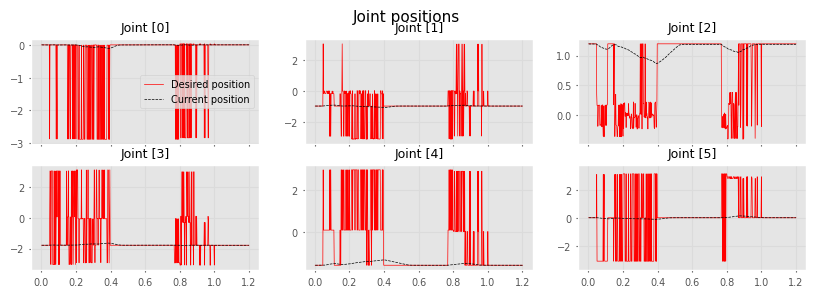 Joint positions
Joint [0]
Joint [1]
Joint [2]
0
−1
−2
−3
Desired position
Current position
2
0
−2
1.0
0.5
0.0
Joint [3]
Joint [4]
Joint [5]
2
0
−2
0.0 0.2 0.4 0.6 0.8 1.0 1.2
2
0
0.0 0.2 0.4 0.6 0.8 1.0 1.2
2
0
−2
0.0 0.2 0.4 0.6 0.8 1.0 1.2